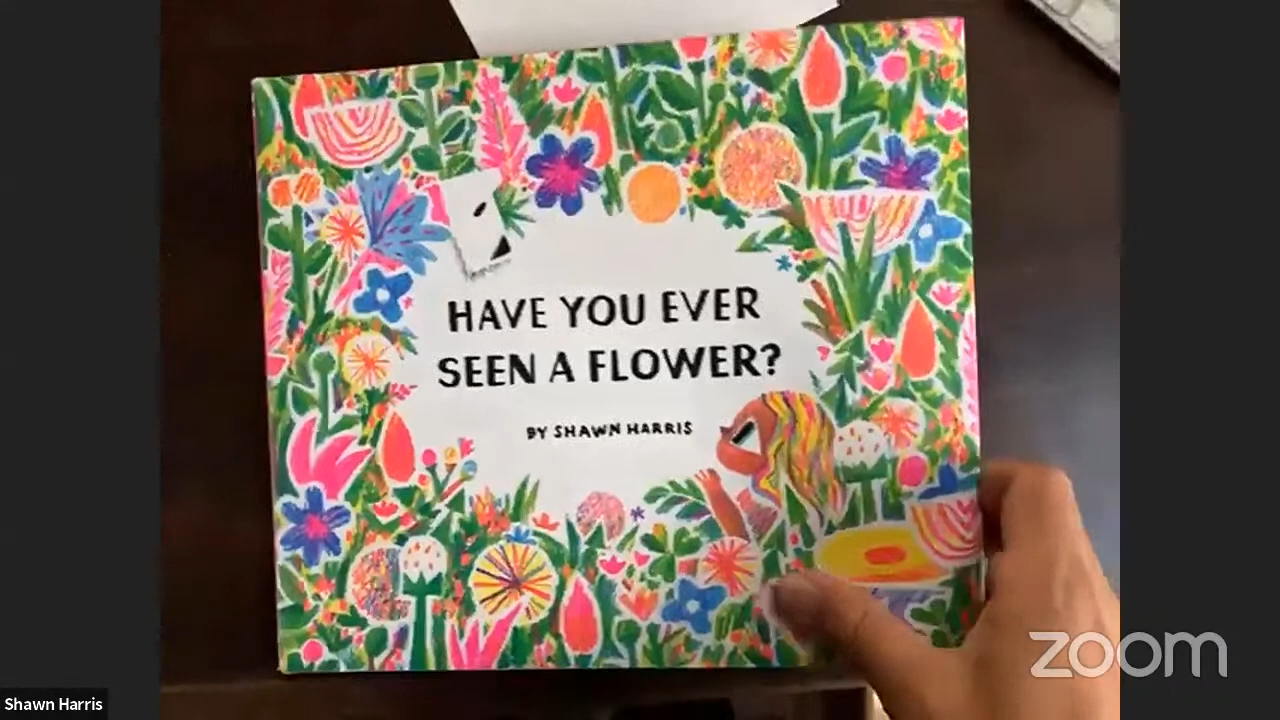 HAVE YOU EVER
SEEN A FLOWER?
BY SHAWN HARRIS
zoom
Shawn Harris